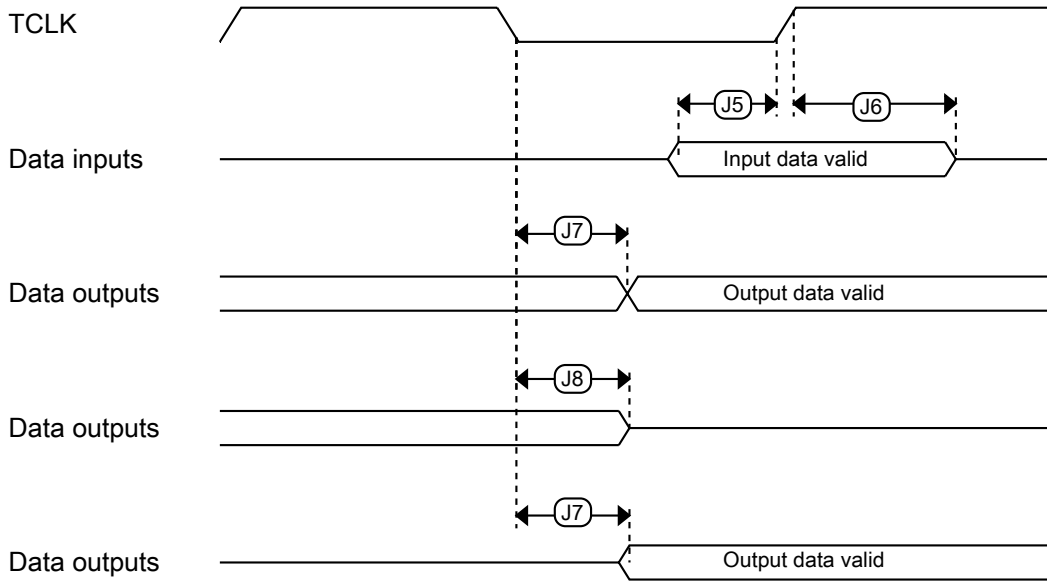 TCLK
J5
J6
Data inputs
Input data valid
J7
Data outputs
Output data valid
J8
Data outputs
J7
Data outputs
Output data valid